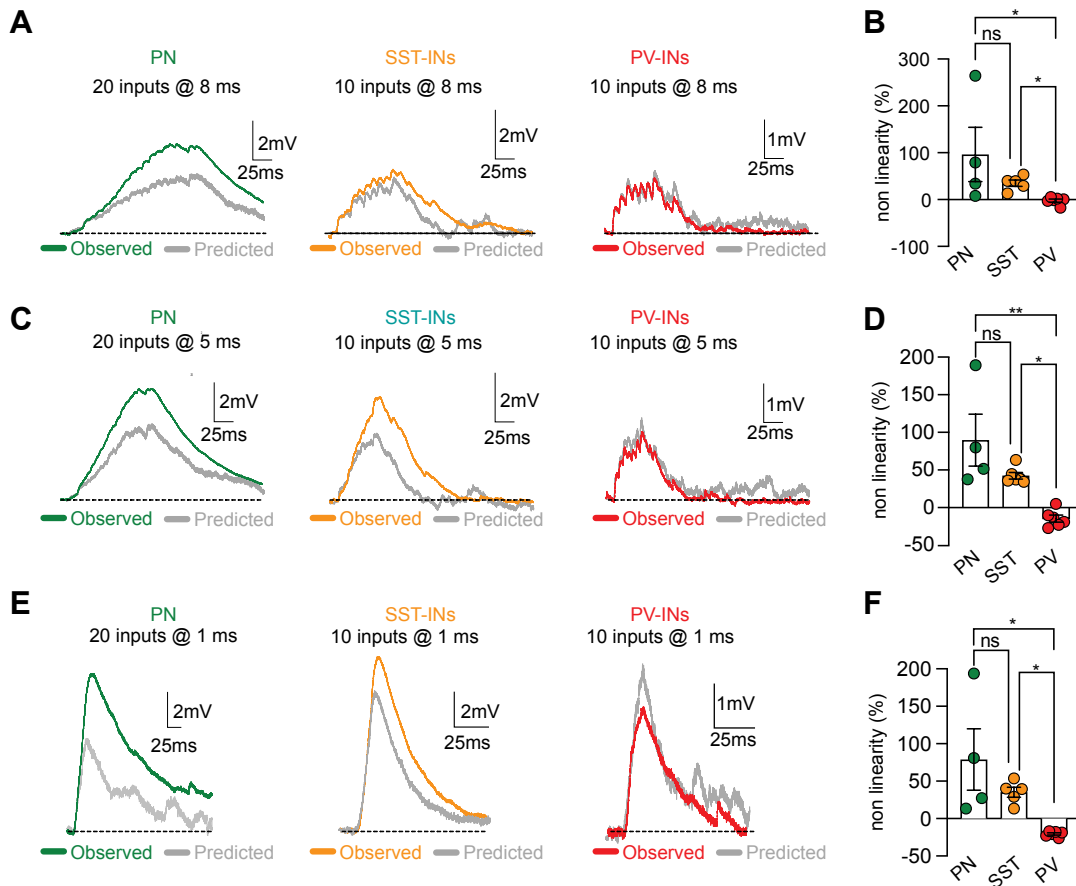 A
PN
20 inputs @ 8 ms
2mV
25ms
SST-INs
10 inputs @ 8 ms
2mV
25ms
PV-INs
10 inputs @ 8 ms
1mV
25ms
Observed Predicted
Observed Predicted
Observed Predicted
B
*
ns
*
non linearity (%)
300
200
100
0
-100
PN
SST
PV
C
PN
20 inputs @ 5 ms
2mV
25ms
SST-INs
10 inputs @ 5 ms
2mV
25ms
PV-INs
10 inputs @ 5 ms
1mV
25ms
Observed Predicted
Observed Predicted
Observed Predicted
D
**
ns
*
non linearity (%)
200
150
100
50
0
-50
PN
SST
PV
E
PN
20 inputs @ 1 ms
2mV
25ms
SST-INs
10 inputs @ 1 ms
2mV
25ms
PV-INs
10 inputs @ 1 ms
1mV
25ms
Observed Predicted
Observed Predicted
Observed Predicted
F
*
ns
*
non linearity (%)
200
150
100
50
0
-50
PN
SST
PV